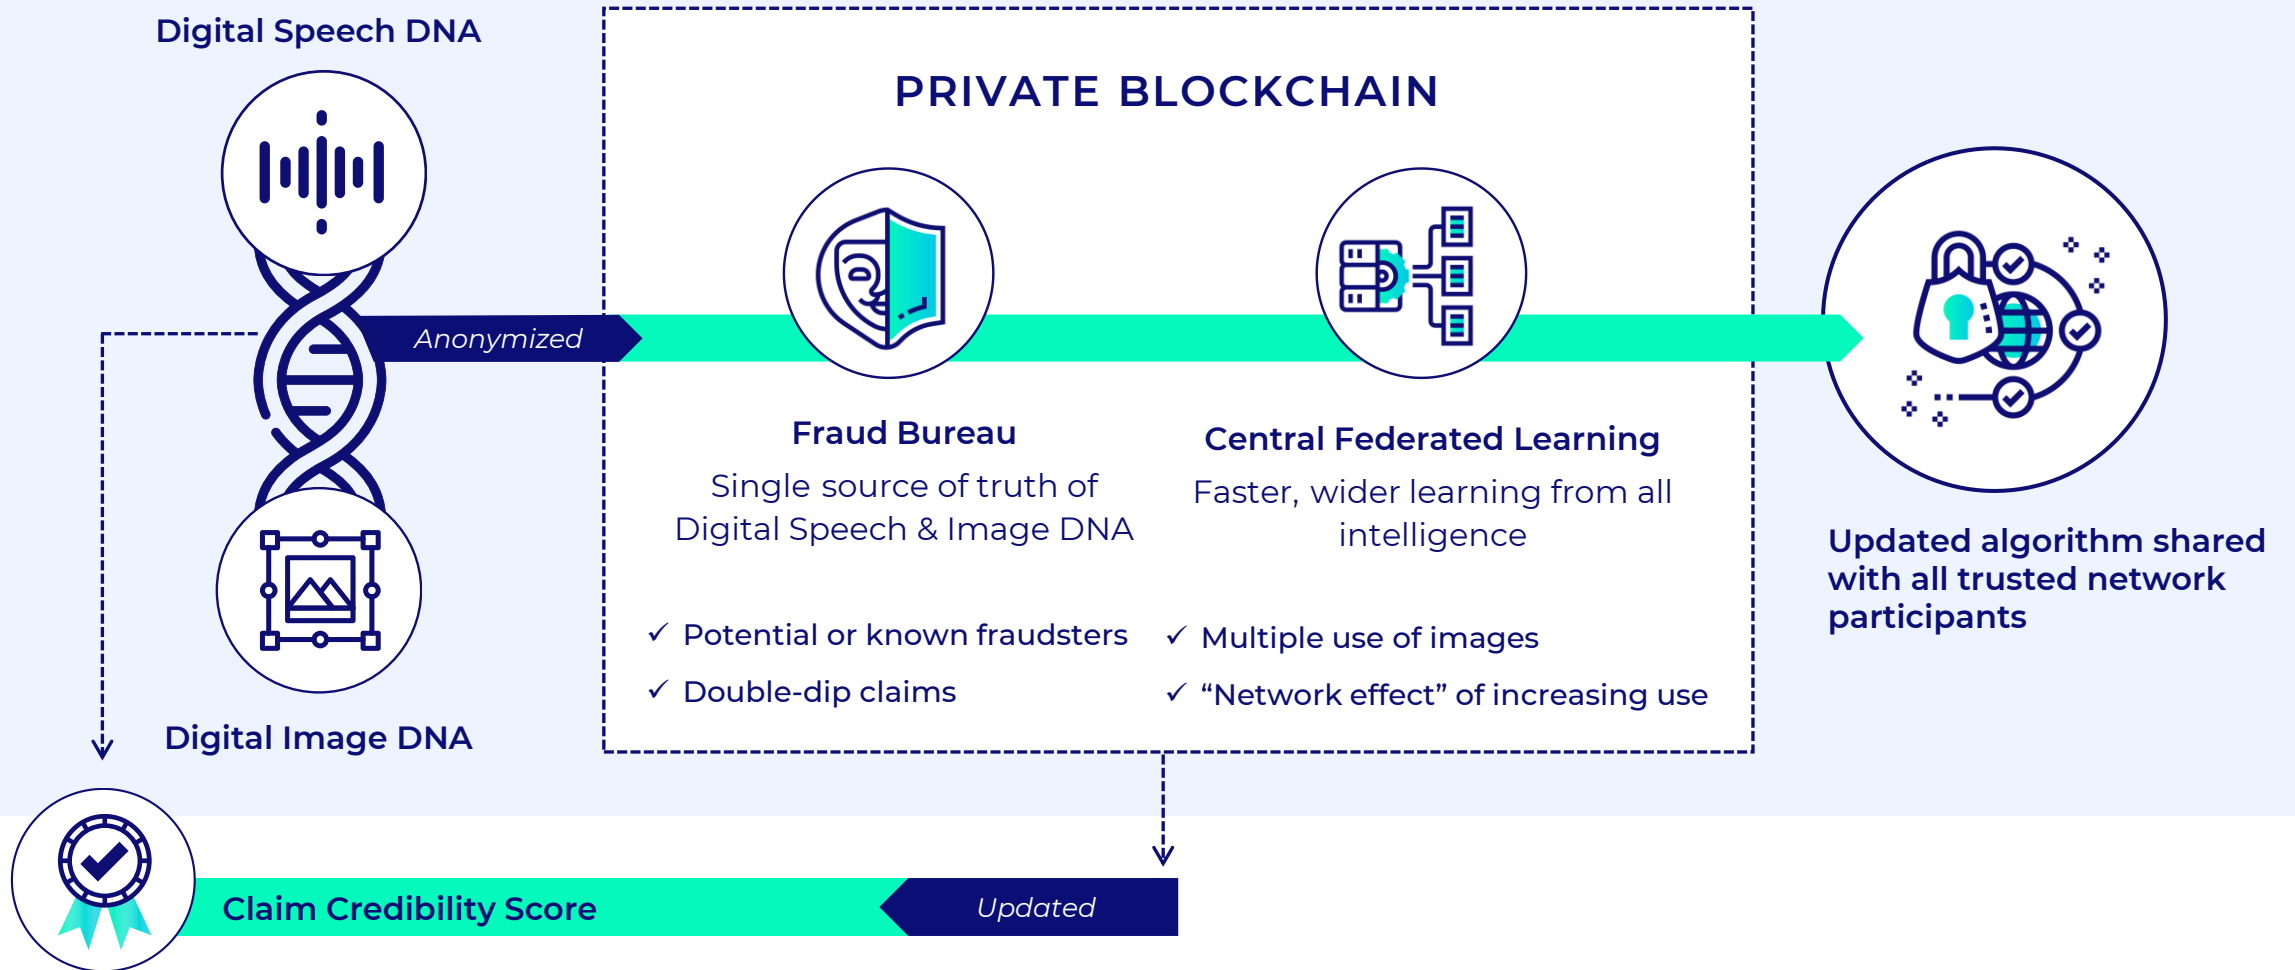 Digital Speech DNA
PRIVATE BLOCKCHAIN
Anonymized
Fraud Bureau
Single source of truth of
Digital Speech & Image DNA
✓ Potential or known fraudsters
✓ Double-dip claims
Central Federated Learning
Faster, wider learning from all
intelligence
✓ Multiple use of images
✓ “Network effect” of increasing use
Updated algorithm shared
with all trusted network
participants
Digital Image DNA
Claim Credibility Score
Updated